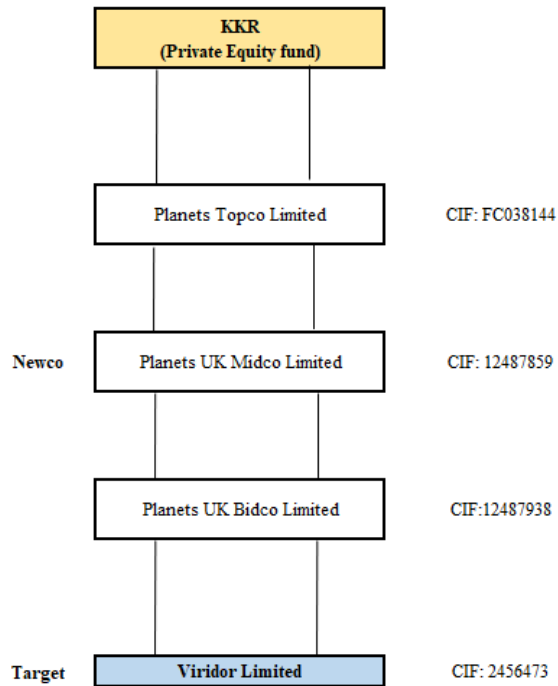 KKR
(Private Equity fund)
Planets Topco Limited CIF: FC038144
Newco Planets UK Midco Limited CIF: 12487859
Planets UK Bidco Limited CIF:12487938
Target Viridor Limited CIF: 2456473